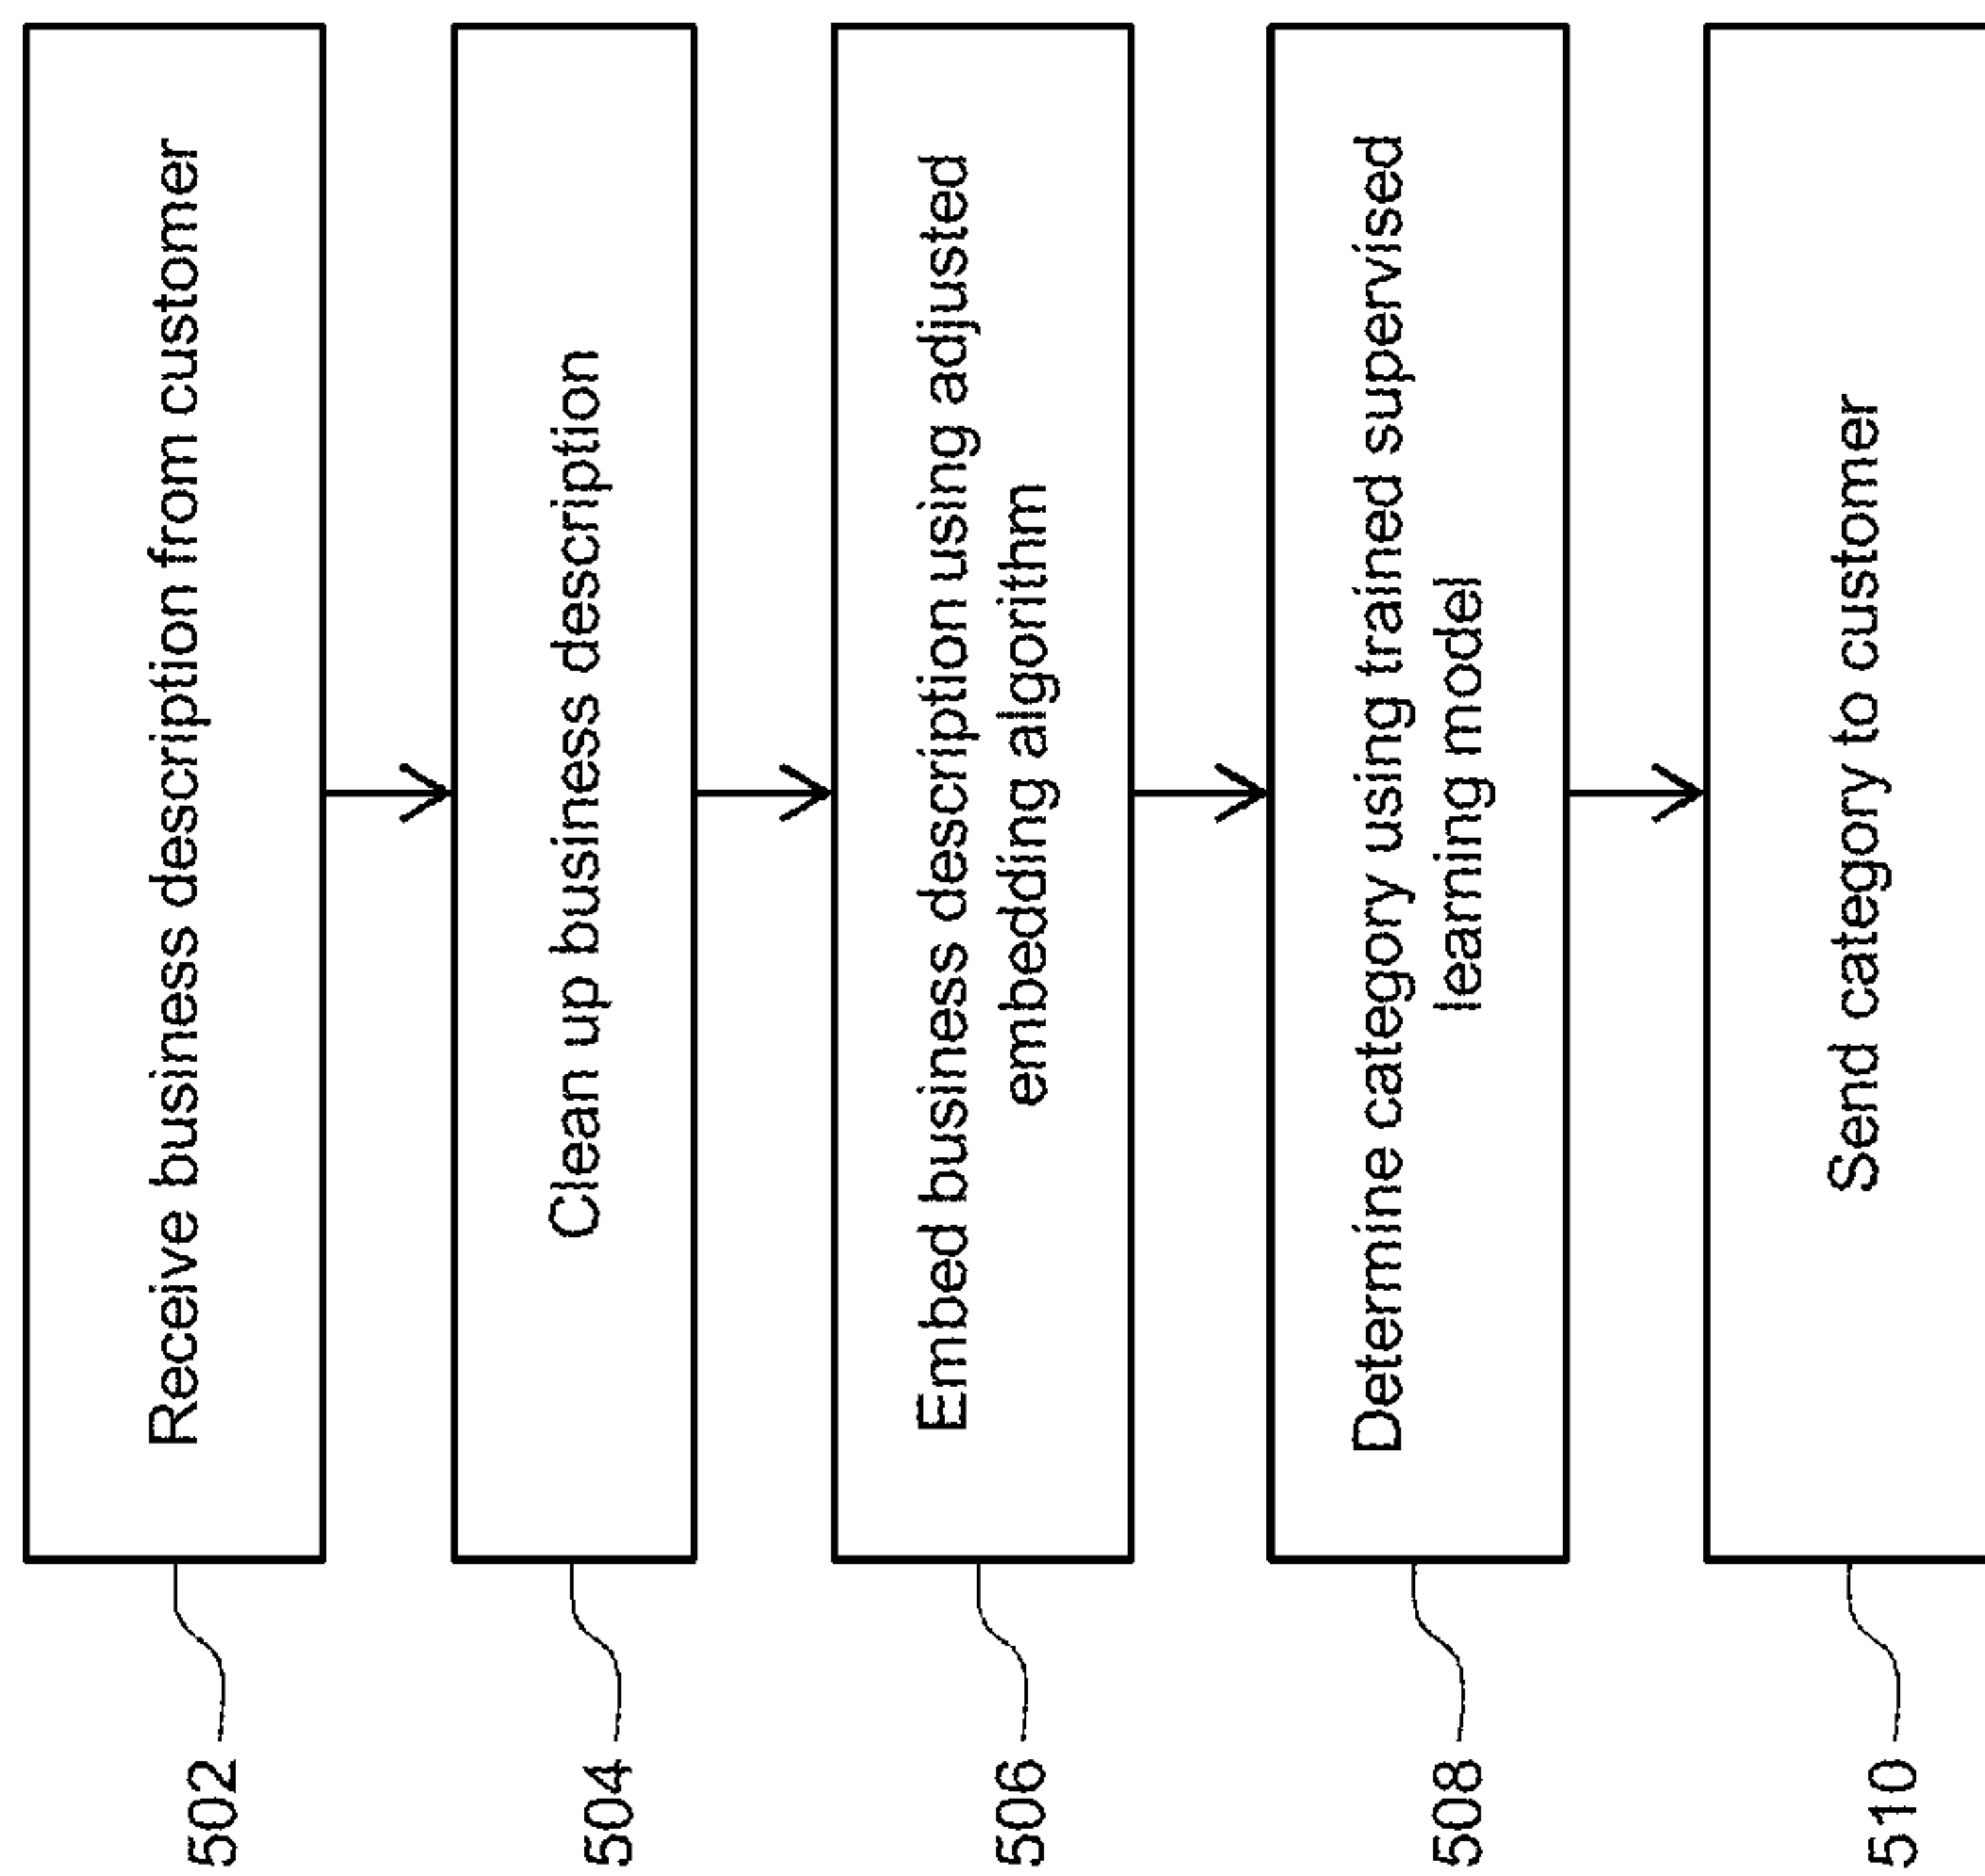 502
Receive business description from customer
504
Clean up business description
506
Embed business description using adjusted
embedding algorithm
508
Determine category using trained supervised
learning model
510
Send category to customer